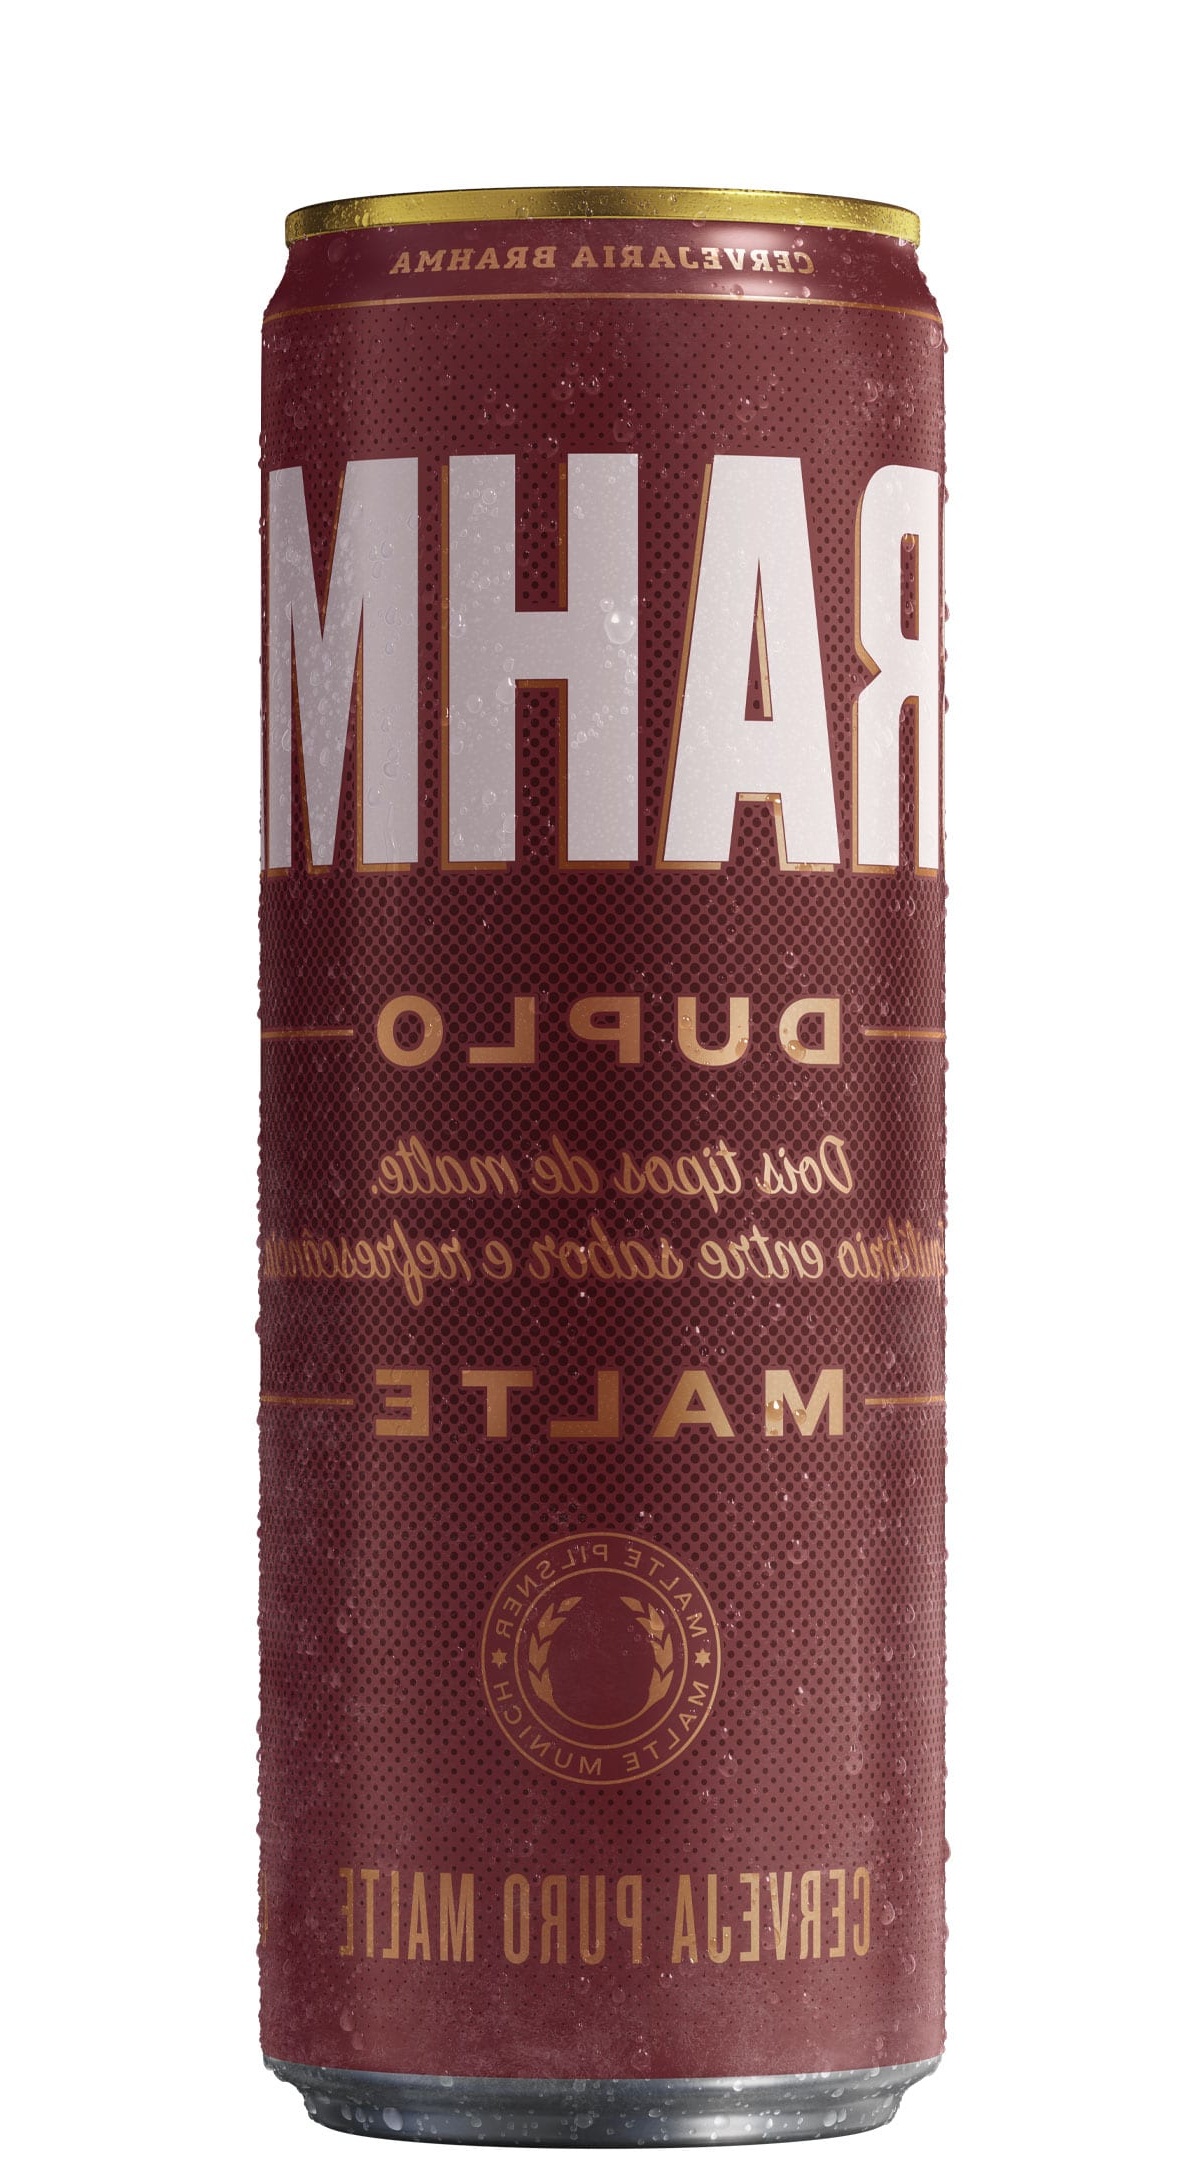 CERVEJARIA BRAHMA
RAHM
DUPLO
Dois tipos de malte.
entre sabor e
MALTE
MALTE PILSNER
MALTE MUNICH
CERVEJA PURO MALTE